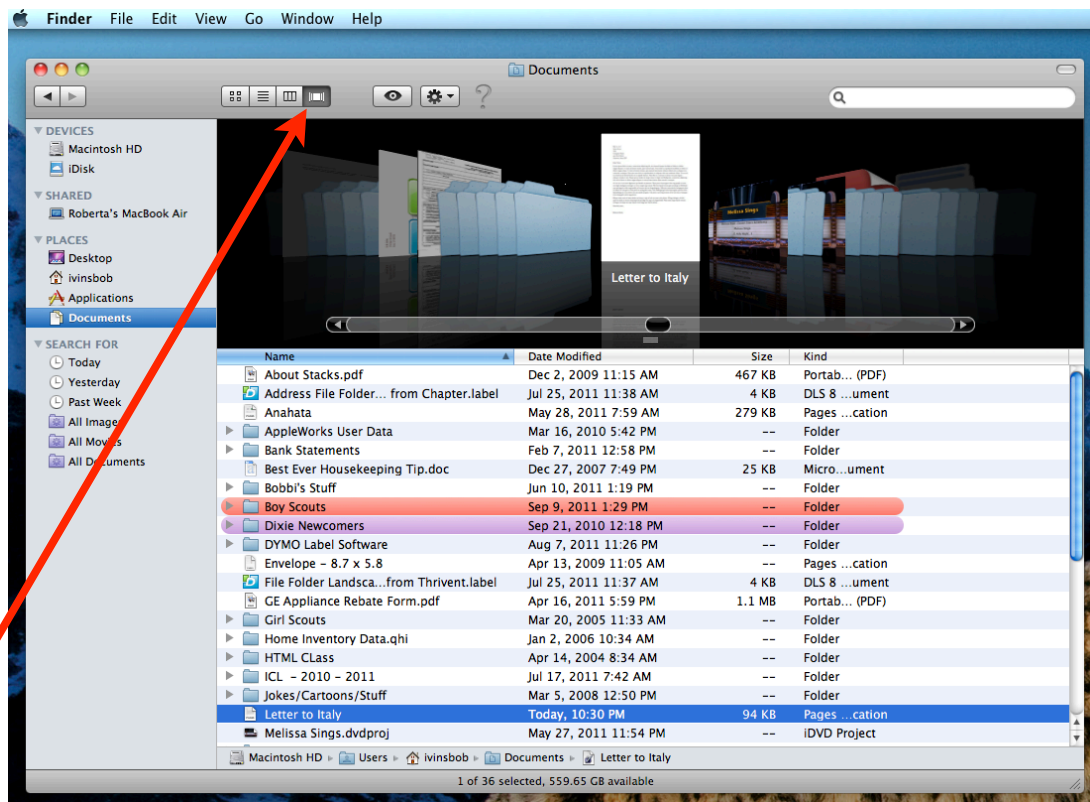 Finder File Edit View Go Window Help
Documents
?
DEVICES
Macintosh HD
iDisk
SHARED
Roberta's MacBook Air
PLACES
Desktop
ivinsbob
Applications
Documents
SEARCH FOR
Today
Yesterday
Past Week
All Images
All Movies
All Documents
Melissa Sings
Letter to Italy
Name Date Modified Size Kind
About Stacks.pdf Dec 2, 2009 11:15 AM 467 KB Portab... (PDF)
Address File Folder... from Chapter.label Jul 25, 2011 11:38 AM 4 KB DLS 8 ...ument
Anahata May 28, 2011 7:59 AM 279 KB Pages ...cation
AppleWorks User Data Mar 16, 2010 5:42 PM -- Folder
Bank Statements Feb 7, 2011 12:58 PM -- Folder
Best Ever Housekeeping Tip.doc Dec 27, 2007 7:49 PM 25 KB Micro...ument
Bobbi's Stuff Jun 10, 2011 1:19 PM -- Folder
Boy Scouts Sep 9, 2011 1:29 PM -- Folder
Dixie Newcomers Sep 21, 2010 12:18 PM -- Folder
DYMO Label Software Aug 7, 2011 11:26 PM -- Folder
Envelope - 8.7 x 5.8 Apr 13, 2009 11:05 AM -- Pages ...cation
File Folder Landsca...from Thrivent.label Jul 25, 2011 11:37 AM 4 KB DLS 8 ...ument
GE Appliance Rebate Form.pdf Apr 16, 2011 5:59 PM 1.1 MB Portab... (PDF)
Girl Scouts Mar 20, 2005 11:33 AM -- Folder
Home Inventory Data.qhi Jan 2, 2006 10:34 AM -- Folder
HTML CLass Apr 14, 2004 8:34 AM -- Folder
ICL - 2010 - 2011 Jul 17, 2011 7:42 AM -- Folder
Jokes/Cartoons/Stuff Mar 5, 2008 12:50 PM -- Folder
Letter to Italy Today, 10:30 PM 94 KB Pages ...cation
Melissa Sings.dvdproj May 27, 2011 11:54 PM -- iDVD Project
Macintosh HD ▸ Users ▸ ivinsbob ▸ Documents ▸ Letter to Italy
1 of 36 selected, 559.65 GB available